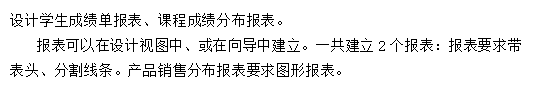 设计学生成绩单报表、课程成绩分布报表。
报表可以在设计视图中、或在向导中建立。一共建立 2 个报表：报表要求带
表头、分割线条。产品销售分布报表要求图形报表。